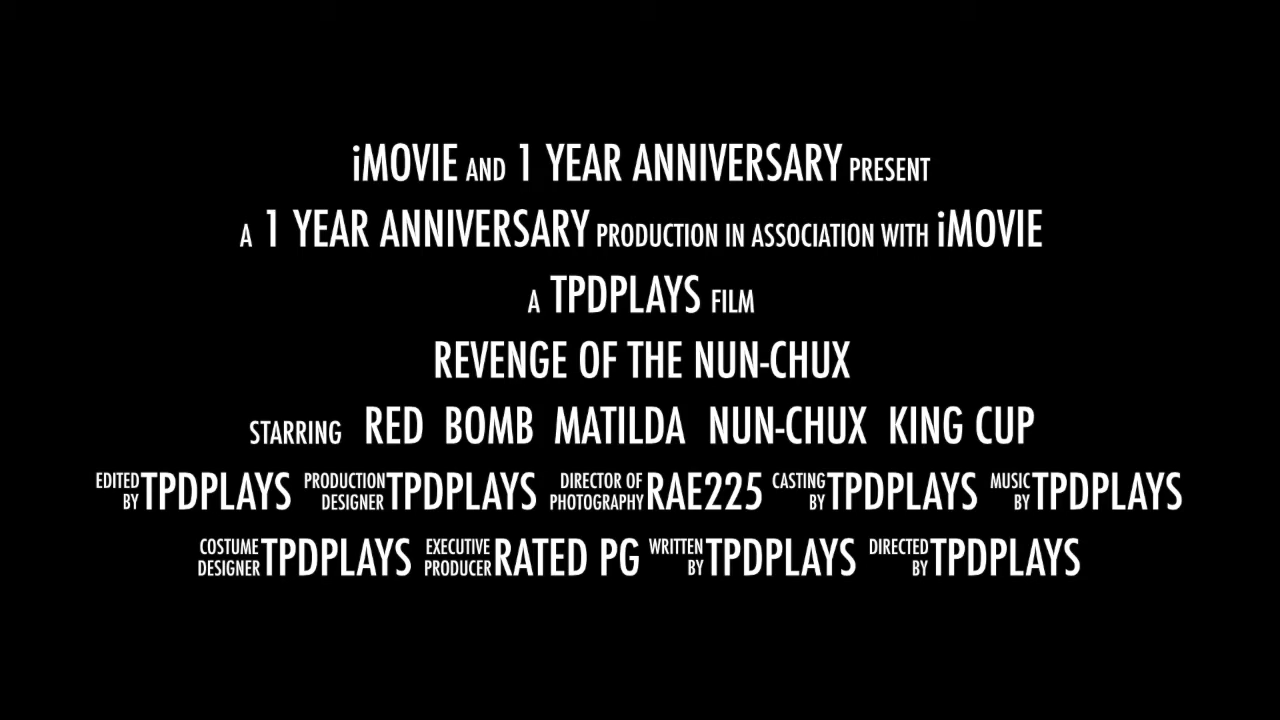 iMOVIE AND 1 YEAR ANNIVERSARY PRESENT
A 1 YEAR ANNIVERSARY PRODUCTION IN ASSOCIATION WITH iMOVIE
A TPDPLAYS FILM
REVENGE OF THE NUN-CHUX
STARRING RED BOMB MATILDA NUN-CHUX KING CUP
EDITED BY TPDPLAYS PRODUCTION DESIGNER TPDPLAYS DIRECTOR OF PHOTOGRAPHY RAE225 CASTING BY TPDPLAYS MUSIC BY TPDPLAYS
COSTUME DESIGNER TPDPLAYS EXECUTIVE PRODUCER RATED PG WRITTEN BY TPDPLAYS DIRECTED BY TPDPLAYS